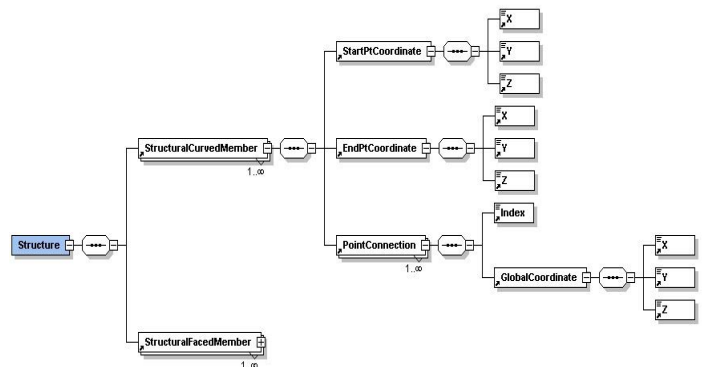 X
StartPtCoordinate
Y
Z
X
StructuralCurvedMember
EndPtCoordinate
Y
1..∞
Z
Index
Structure
PointConnection
X
1..∞
GlobalCoordinate
Y
Z
StructuralFacedMember
1..∞